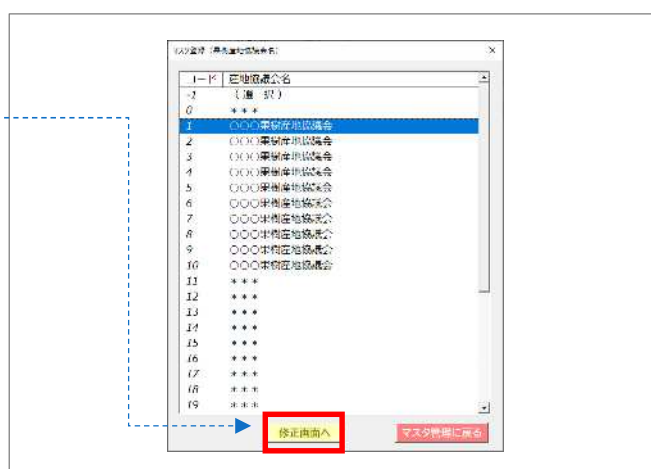 マスタ登録（果樹産地協議会名）
コード 産地協議会名
-1 （選 択）
0 ＊＊＊
1 ○○○果樹産地協議会
2 ○○○果樹産地協議会
3 ○○○果樹産地協議会
4 ○○○果樹産地協議会
5 ○○○果樹産地協議会
6 ○○○果樹産地協議会
7 ○○○果樹産地協議会
8 ○○○果樹産地協議会
9 ○○○果樹産地協議会
10 ○○○果樹産地協議会
11 ＊＊＊
12 ＊＊＊
13 ＊＊＊
14 ＊＊＊
15 ＊＊＊
16 ＊＊＊
17 ＊＊＊
18 ＊＊＊
19 ＊＊＊
修正画面へ
マスタ管理に戻る